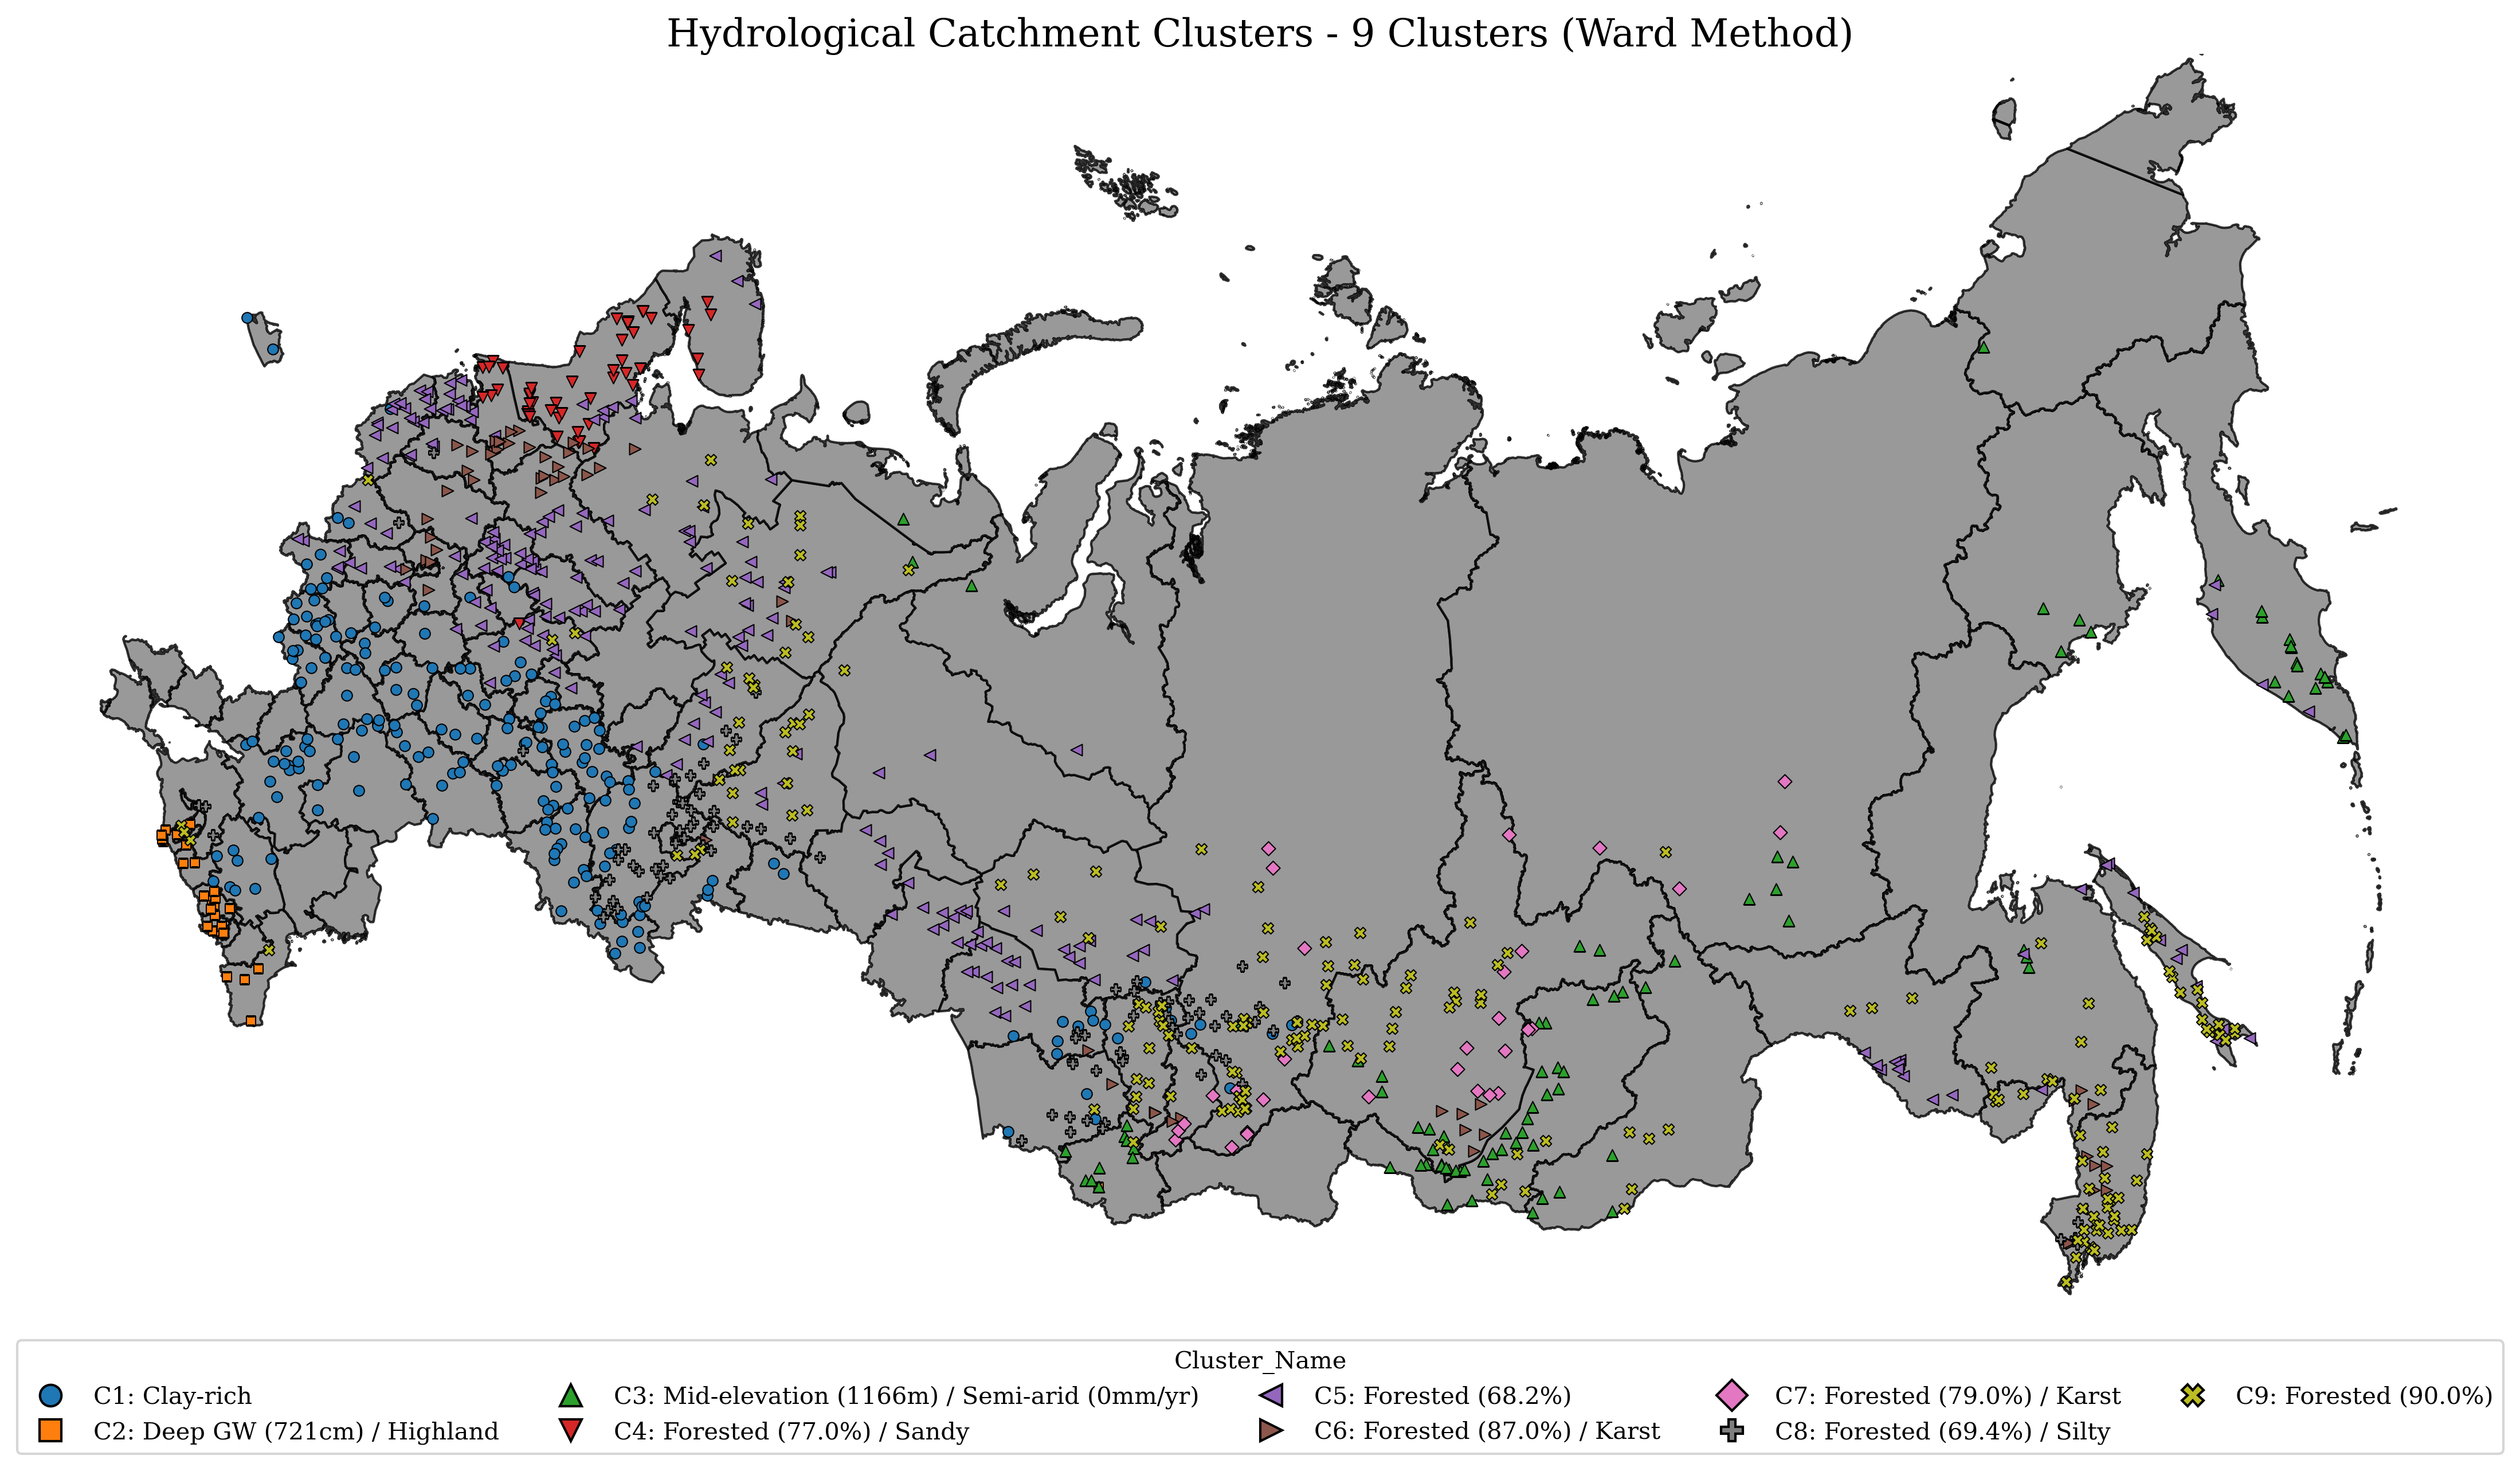 Hydrological Catchment Clusters - 9 Clusters (Ward Method)
Cluster_Name
C1: Clay-rich
C2: Deep GW (721cm) / Highland
C3: Mid-elevation (1166m) / Semi-arid (0mm/yr)
C4: Forested (77.0%) / Sandy
C5: Forested (68.2%)
C6: Forested (87.0%) / Karst
C7: Forested (79.0%) / Karst
C8: Forested (69.4%) / Silty
C9: Forested (90.0%)